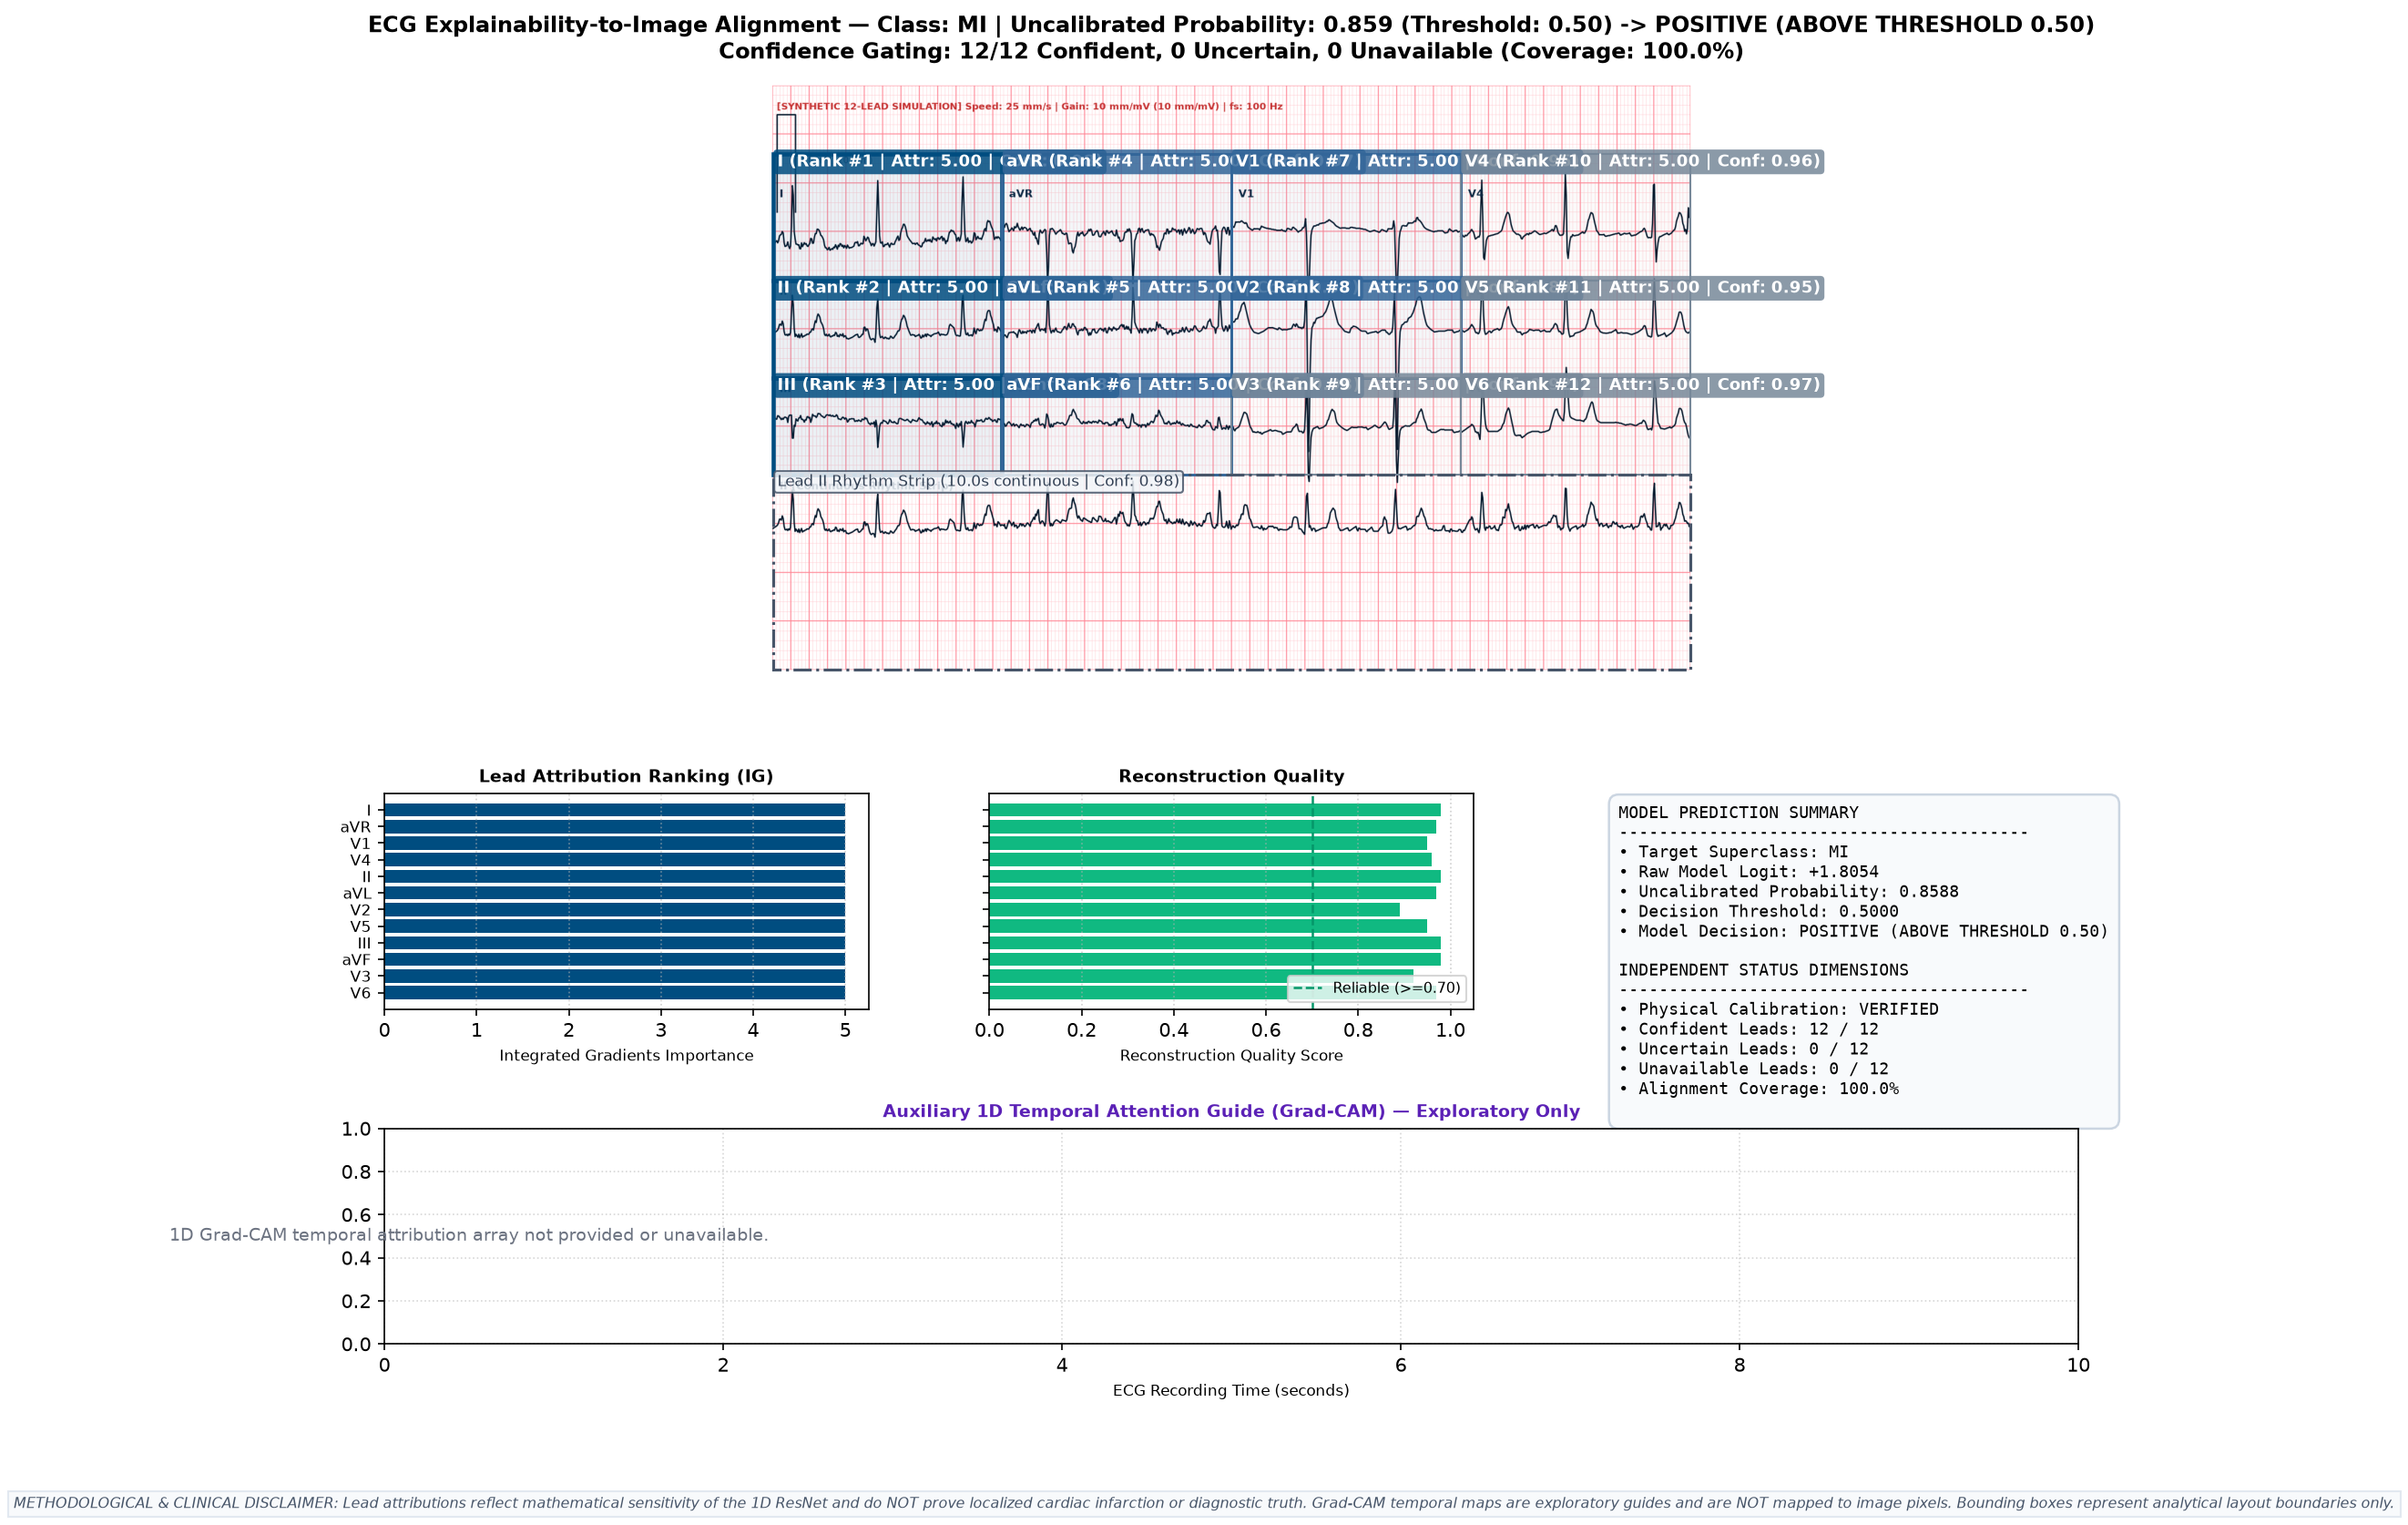 ECG Explainability-to-Image Alignment — Class: MI | Uncalibrated Probability: 0.859 (Threshold: 0.50) -> POSITIVE (ABOVE THRESHOLD 0.50)
Confidence Gating: 12/12 Confident, 0 Uncertain, 0 Unavailable (Coverage: 100.0%)
[SYNTHETIC 12-LEAD SIMULATION] Speed: 25 mm/s | Gain: 10 mm/mV (10 mm/mV) | fs: 100 Hz
I (Rank #1 | Attr: 5.00 |
aVR (Rank #4 | Attr: 5.00
V1 (Rank #7 | Attr: 5.00
V4 (Rank #10 | Attr: 5.00 | Conf: 0.96)
I
aVR
V1
V4
II (Rank #2 | Attr: 5.00 |
aVL (Rank #5 | Attr: 5.00
V2 (Rank #8 | Attr: 5.00
V5 (Rank #11 | Attr: 5.00 | Conf: 0.95)
III (Rank #3 | Attr: 5.00
aVF (Rank #6 | Attr: 5.00
V3 (Rank #9 | Attr: 5.00
V6 (Rank #12 | Attr: 5.00 | Conf: 0.97)
Lead II Rhythm Strip (10.0s continuous | Conf: 0.98)
Lead Attribution Ranking (IG)
I
aVR
V1
V4
II
aVL
V2
V5
III
aVF
V3
V6
0 1 2 3 4 5
Integrated Gradients Importance
Reconstruction Quality
Reliable (>=0.70)
0.0 0.2 0.4 0.6 0.8 1.0
Reconstruction Quality Score
MODEL PREDICTION SUMMARY
-----------------------------------------
• Target Superclass: MI
• Raw Model Logit: +1.8054
• Uncalibrated Probability: 0.8588
• Decision Threshold: 0.5000
• Model Decision: POSITIVE (ABOVE THRESHOLD 0.50)
INDEPENDENT STATUS DIMENSIONS
-----------------------------------------
• Physical Calibration: VERIFIED
• Confident Leads: 12 / 12
• Uncertain Leads: 0 / 12
• Unavailable Leads: 0 / 12
• Alignment Coverage: 100.0%
Auxiliary 1D Temporal Attention Guide (Grad-CAM) — Exploratory Only
1.0
0.8
0.6
1D Grad-CAM temporal attribution array not provided or unavailable.
0.4
0.2
0.0
0 2 4 6 8 10
ECG Recording Time (seconds)
METHODOLOGICAL & CLINICAL DISCLAIMER: Lead attributions reflect mathematical sensitivity of the 1D ResNet and do NOT prove localized cardiac infarction or diagnostic truth. Grad-CAM temporal maps are exploratory guides and are NOT mapped to image pixels. Bounding boxes represent analytical layout boundaries only.